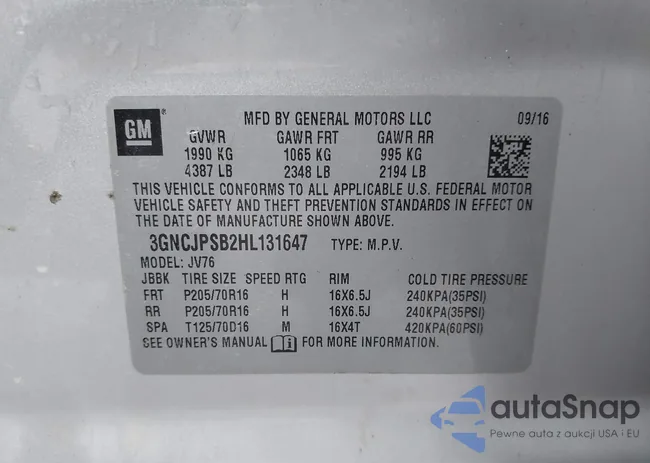 GM
MFD BY GENERAL MOTORS LLC 09/16
GVWR GAWR FRT GAWR RR
1990 KG 1065 KG 995 KG
4387 LB 2348 LB 2194 LB
THIS VEHICLE CONFORMS TO ALL APPLICABLE U.S. FEDERAL MOTOR
VEHICLE SAFETY AND THEFT PREVENTION STANDARDS IN EFFECT ON
THE DATE OF MANUFACTURE SHOWN ABOVE.
3GNCJPSB2HL131647 TYPE: M.P.V.
MODEL: JV76
JBBK TIRE SIZE SPEED RTG RIM COLD TIRE PRESSURE
FRT P205/70R16 H 16X6.5J 240KPA(35PSI)
RR P205/70R16 H 16X6.5J 240KPA(35PSI)
SPA T125/70D16 M 16X4T 420KPA(60PSI)
SEE OWNER'S MANUAL FOR MORE INFORMATION.
autaSnap
Pewne auta z aukcji USA i EU